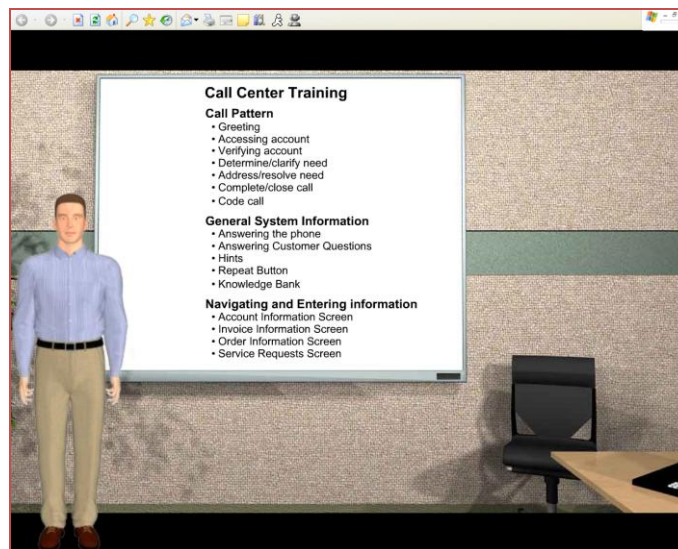 Call Center Training
Call Pattern
• Greeting
• Accessing account
• Verifying account
• Determine/clarify need
• Address/resolve need
• Complete/close call
• Code call
General System Information
• Answering the phone
• Answering Customer Questions
• Hints
• Repeat Button
• Knowledge Bank
Navigating and Entering information
• Account Information Screen
• Invoice Information Screen
• Order Information Screen
• Service Requests Screen